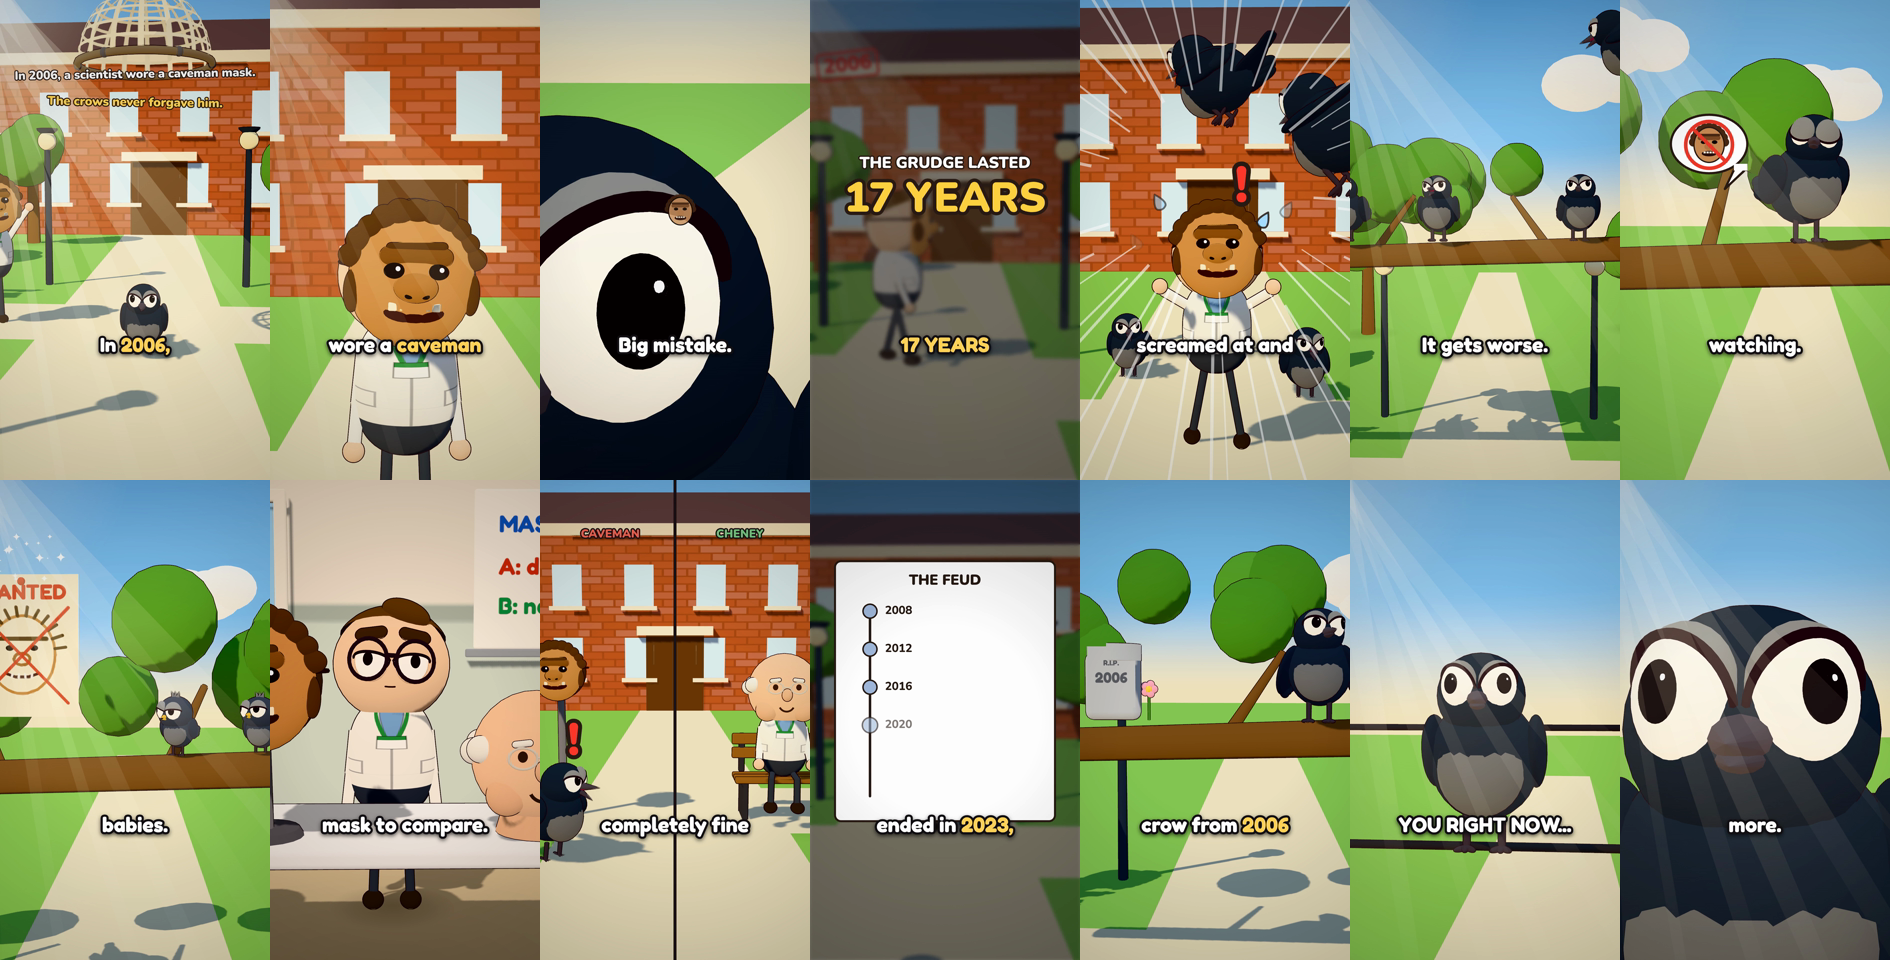 In 2006, a scientist wore a caveman mask.
The crows never forgave him.
In 2006,
wore a caveman
Big mistake.
2006
THE GRUDGE LASTED
17 YEARS
17 YEARS
screamed at and
It gets worse.
watching.
ANTED
babies.
MAS
A: d
B: no
mask to compare.
CAVEMAN
CHENEY
completely fine
THE FEUD
2008
2012
2016
2020
ended in 2023,
R.I.P.
2006
crow from 2006
YOU RIGHT NOW...
more.